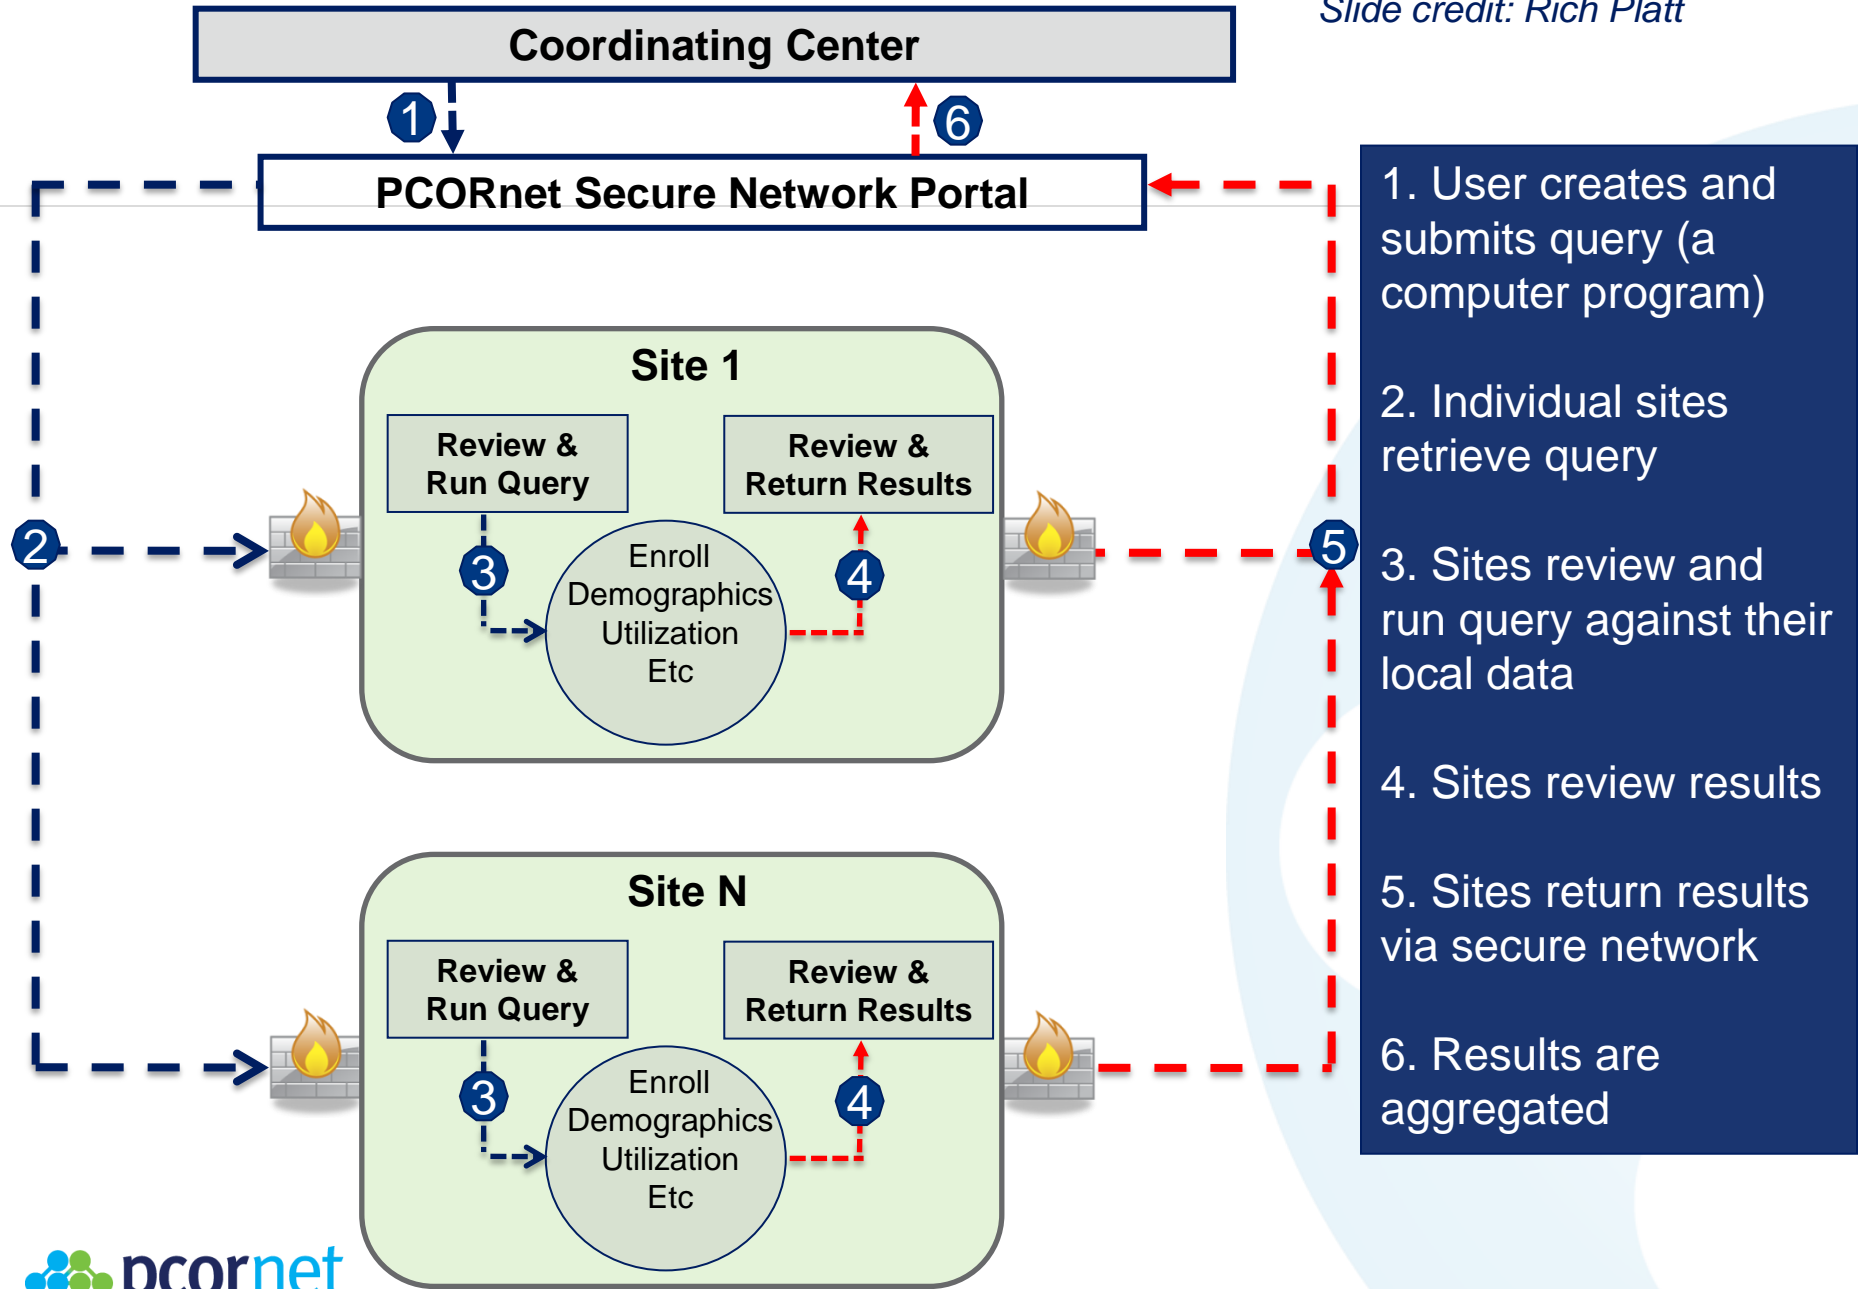 Slide credit: Rich Platt
Coordinating Center
1
6
PCORnet Secure Network Portal
Site 1
Review &
Run Query
Review &
Return Results
3
Enroll
Demographics
Utilization
Etc
4
2
5
Site N
Review &
Run Query
Review &
Return Results
3
Enroll
Demographics
Utilization
Etc
4
1. User creates and
submits query (a
computer program)
2. Individual sites
retrieve query
3. Sites review and
run query against their
local data
4. Sites review results
5. Sites return results
via secure network
6. Results are
aggregated
pcornet